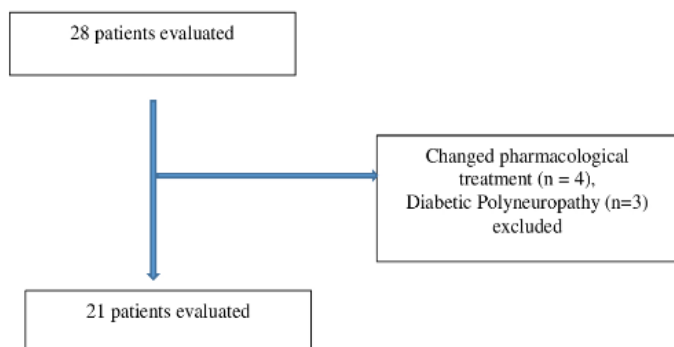 28 patients evaluated
Changed pharmacological
treatment (n = 4),
Diabetic Polyneuropathy (n=3)
excluded
21 patients evaluated